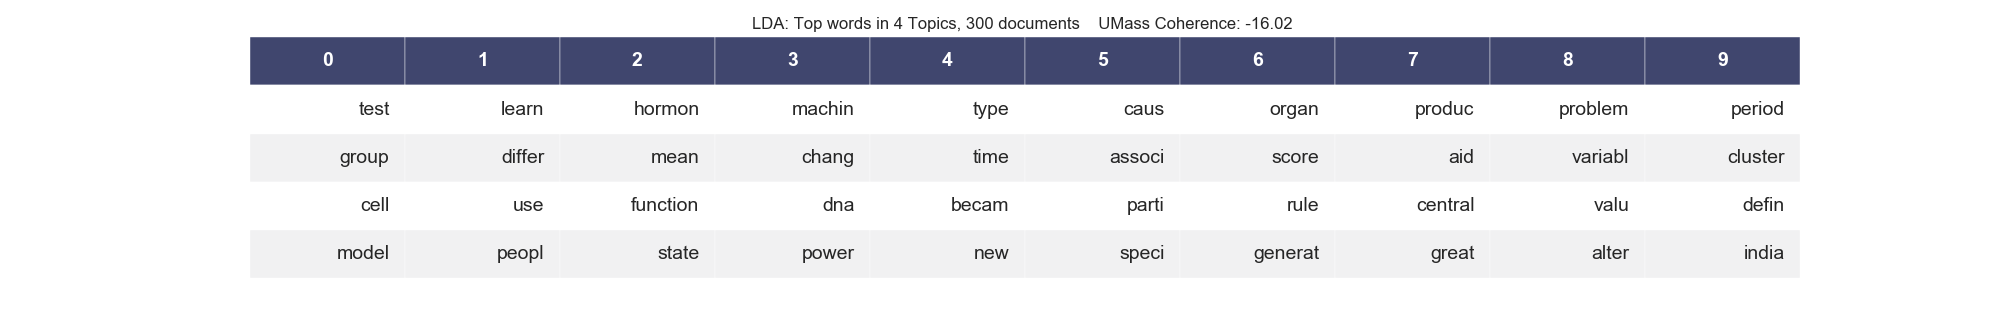 LDA: Top words in 4 Topics, 300 documents    UMass Coherence: -16.02
0 1 2 3 4 5 6 7 8 9
test learn hormon machin type caus organ produc problem period
group differ mean chang time associ score aid variabl cluster
cell use function dna becam parti rule central valu defin
model peopl state power new speci generat great alter india